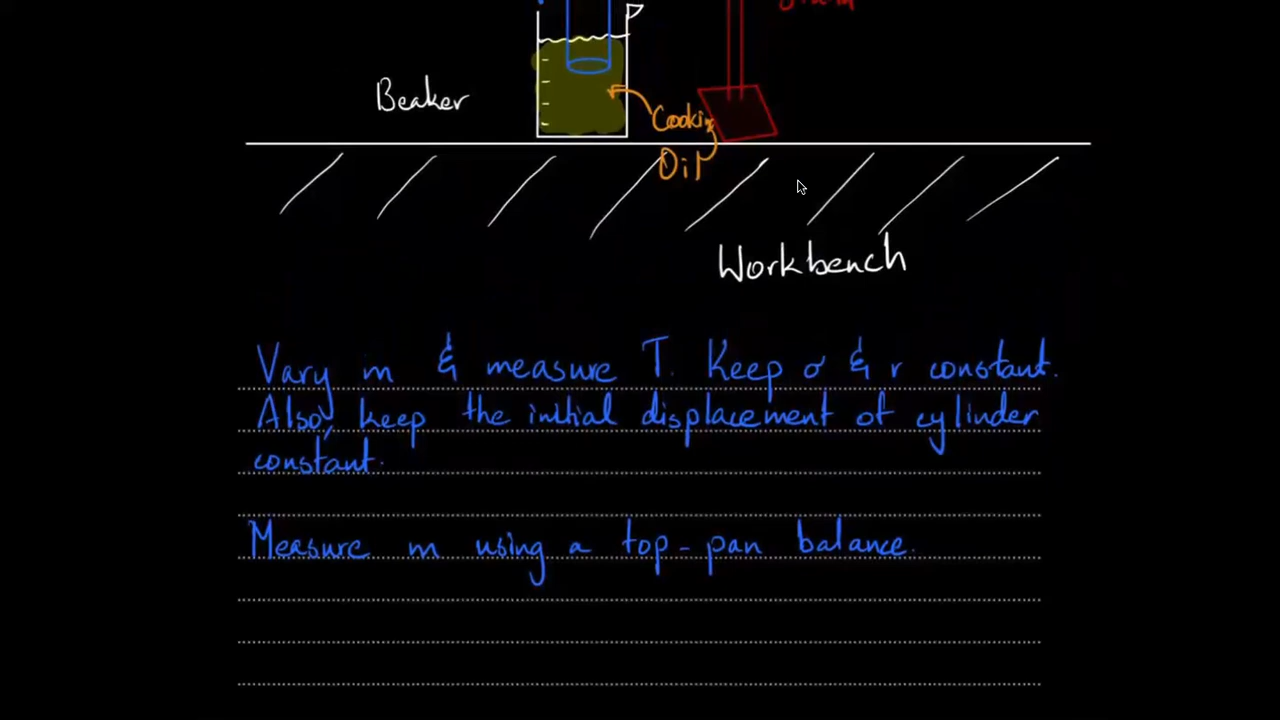 Beaker
Cooking
Oil
Workbench
Vary m & measure T. Keep σ & r constant.
Also, keep the initial displacement of cylinder
constant.
Measure m using a top-pan balance.